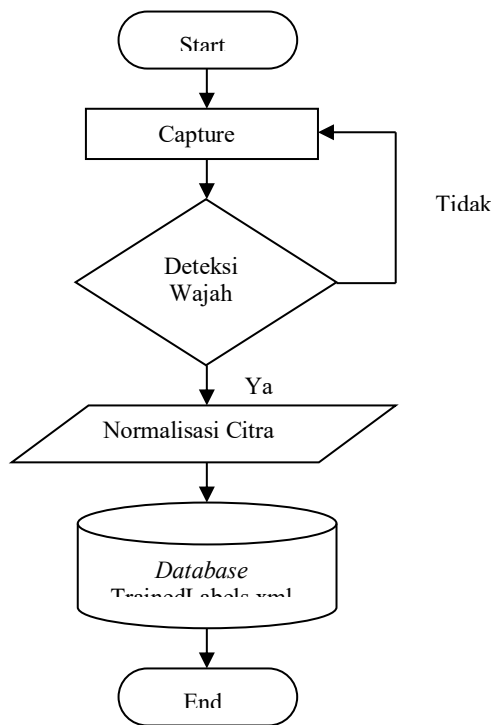 Start
Capture
Tidak
Deteksi
Wajah
Ya
Normalisasi Citra
Database
TrainedLabels.xml
End